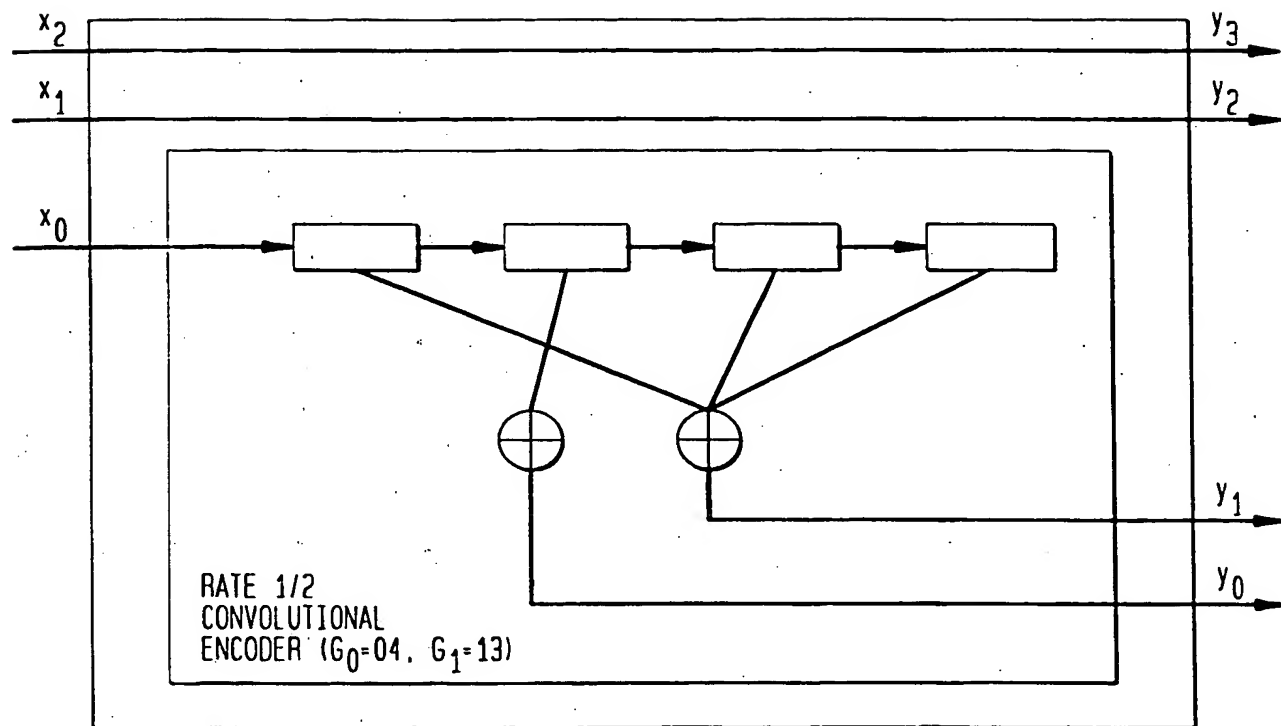 x2
y3
x1
y2
x0
y1
y0
RATE 1/2
CONVOLUTIONAL
ENCODER (G0=04, G1=13)